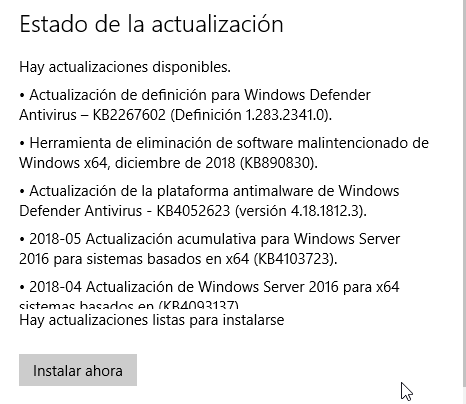 Estado de la actualización
Hay actualizaciones disponibles.
• Actualización de definición para Windows Defender
Antivirus – KB2267602 (Definición 1.283.2341.0).
• Herramienta de eliminación de software malintencionado de
Windows x64, diciembre de 2018 (KB890830).
• Actualización de la plataforma antimalware de Windows
Defender Antivirus - KB4052623 (versión 4.18.1812.3).
• 2018-05 Actualización acumulativa para Windows Server
2016 para sistemas basados en x64 (KB4103723).
• 2018-04 Actualización de Windows Server 2016 para x64
sistemas basados en (KB4093137)
Hay actualizaciones listas para instalarse
Instalar ahora